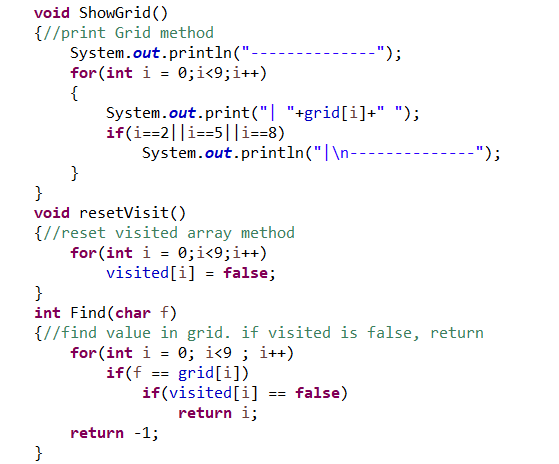 void ShowGrid()
{//print Grid method
    System.out.println("--------------");
    for(int i = 0;i<9;i++)
    {
        System.out.print("| "+grid[i]+" ");
        if(i==2||i==5||i==8)
            System.out.println("|\n--------------");
    }
}
void resetVisit()
{//reset visited array method
    for(int i = 0;i<9;i++)
        visited[i] = false;
}
int Find(char f)
{//find value in grid. if visited is false, return
    for(int i = 0; i<9 ; i++)
        if(f == grid[i])
            if(visited[i] == false)
                return i;
    return -1;
}